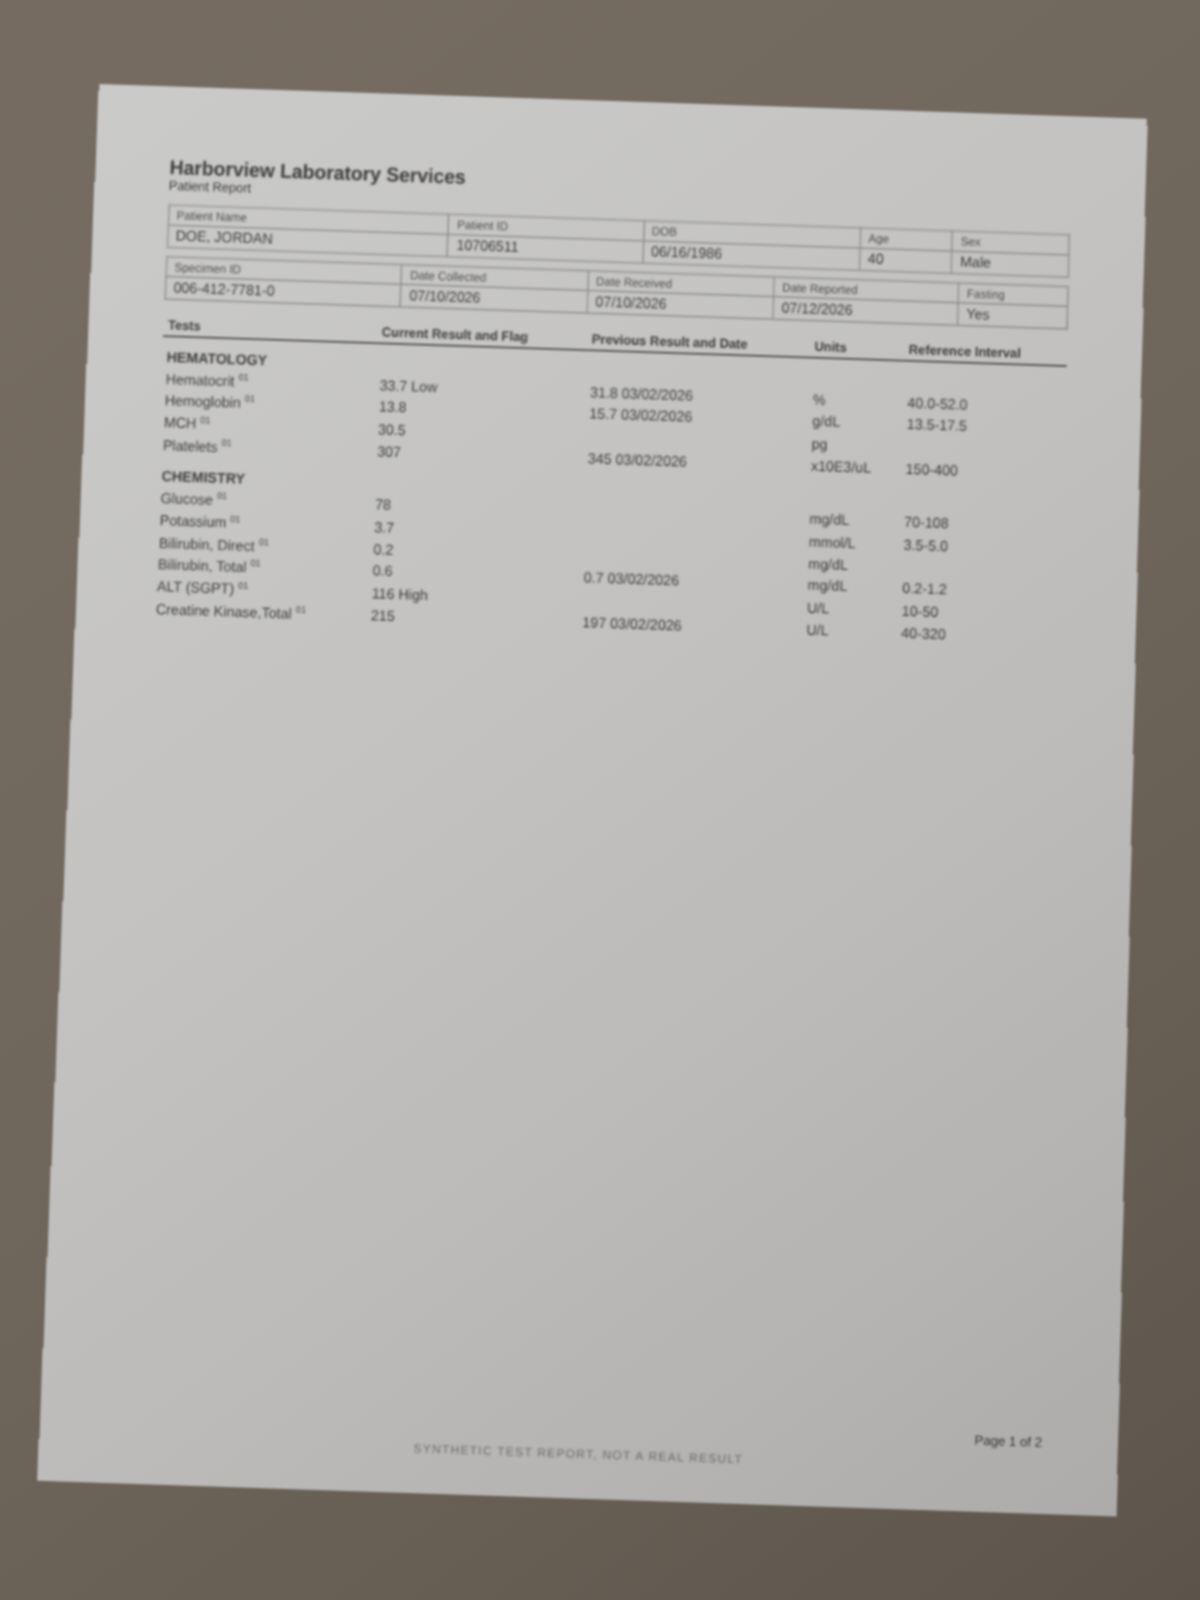 Harborview Laboratory Services
Patient Report
Patient Name Patient ID DOB Age Sex
DOE, JORDAN 10706511 06/16/1986 40 Male
Specimen ID Date Collected Date Received Date Reported Fasting
006-412-7781-0 07/10/2026 07/10/2026 07/12/2026 Yes
Tests Current Result and Flag Previous Result and Date Units Reference Interval
HEMATOLOGY
Hematocrit 01 33.7 Low 31.8 03/02/2026 % 40.0-52.0
Hemoglobin 01 13.8 15.7 03/02/2026 g/dL 13.5-17.5
MCH 01 30.5 pg
Platelets 01 307 345 03/02/2026 x10E3/uL 150-400
CHEMISTRY
Glucose 01 78 mg/dL 70-108
Potassium 01 3.7 mmol/L 3.5-5.0
Bilirubin, Direct 01 0.2 mg/dL
Bilirubin, Total 01 0.6 0.7 03/02/2026 mg/dL 0.2-1.2
ALT (SGPT) 01 116 High U/L 10-50
Creatine Kinase,Total 01 215 197 03/02/2026 U/L 40-320
Page 1 of 2
SYNTHETIC TEST REPORT, NOT A REAL RESULT